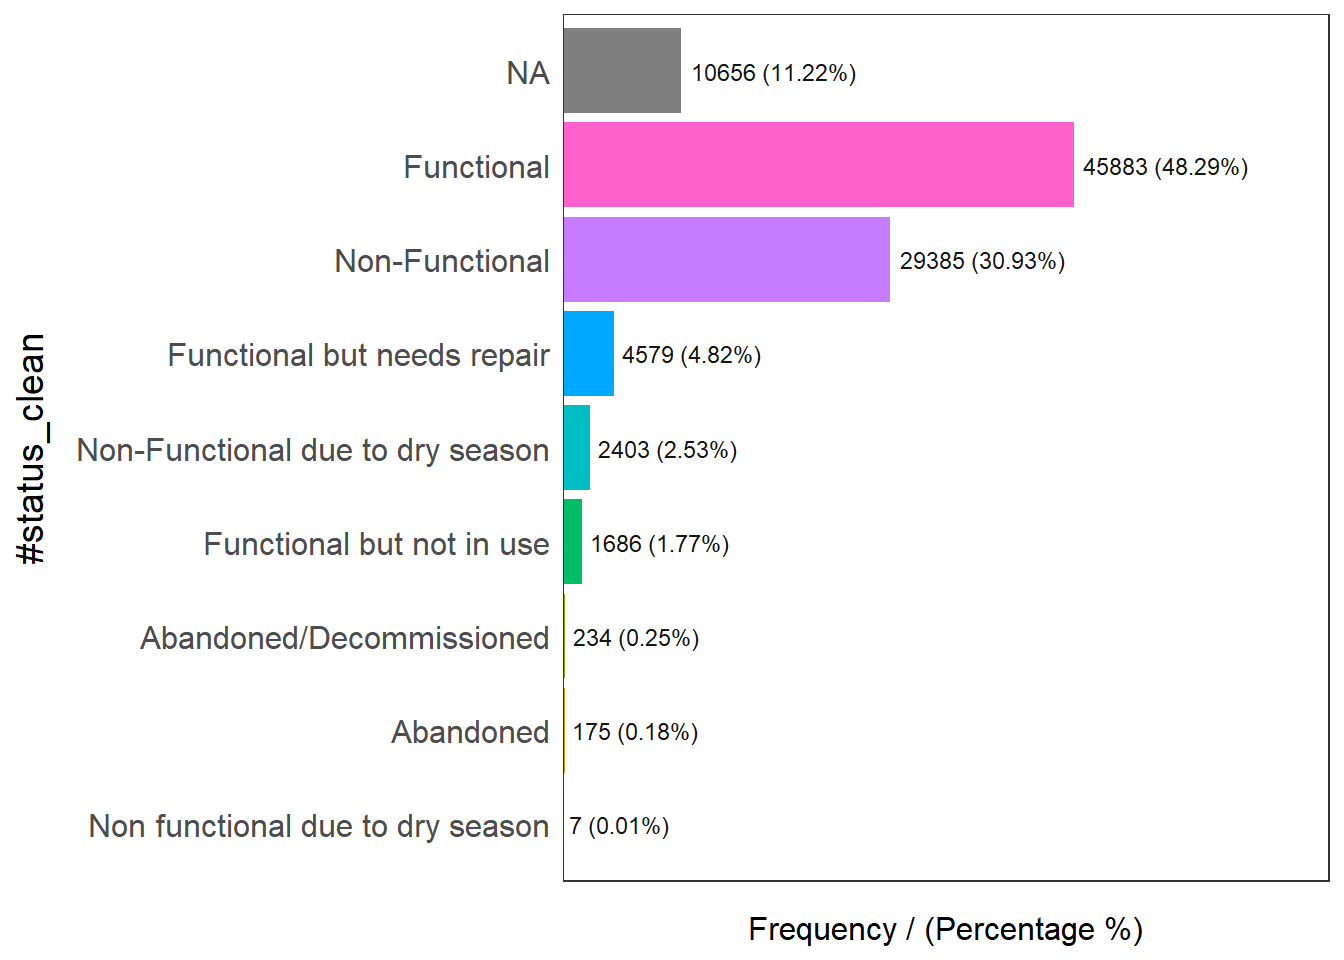 #status_clean
NA
10656 (11.22%)
Functional
45883 (48.29%)
Non-Functional
29385 (30.93%)
Functional but needs repair
4579 (4.82%)
Non-Functional due to dry season
2403 (2.53%)
Functional but not in use
1686 (1.77%)
Abandoned/Decommissioned
234 (0.25%)
Abandoned
175 (0.18%)
Non functional due to dry season
7 (0.01%)
Frequency / (Percentage %)